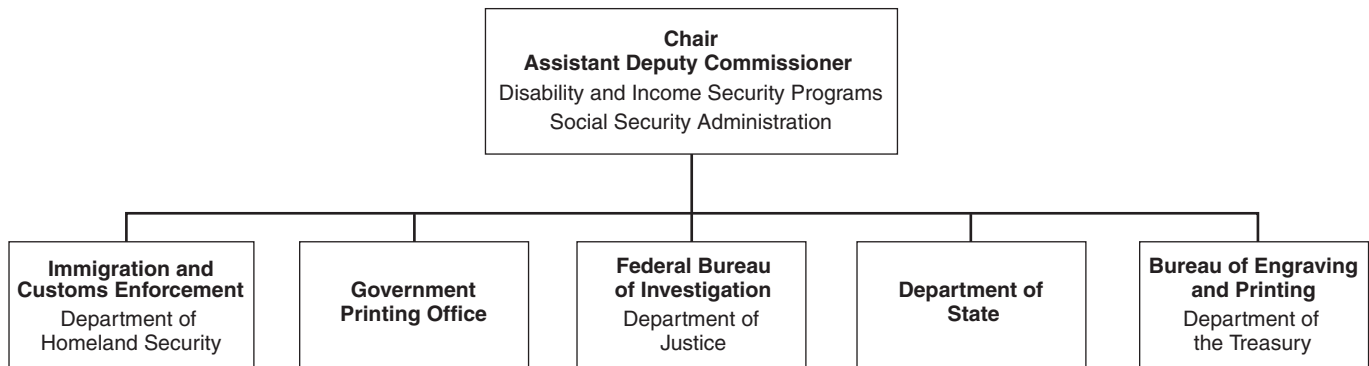 Chair
Assistant Deputy Commissioner
Disability and Income Security Programs
Social Security Administration
Immigration and
Customs Enforcement
Department of
Homeland Security
Government
Printing Office
Federal Bureau
of Investigation
Department of
Justice
Department of
State
Bureau of Engraving
and Printing
Department of
the Treasury